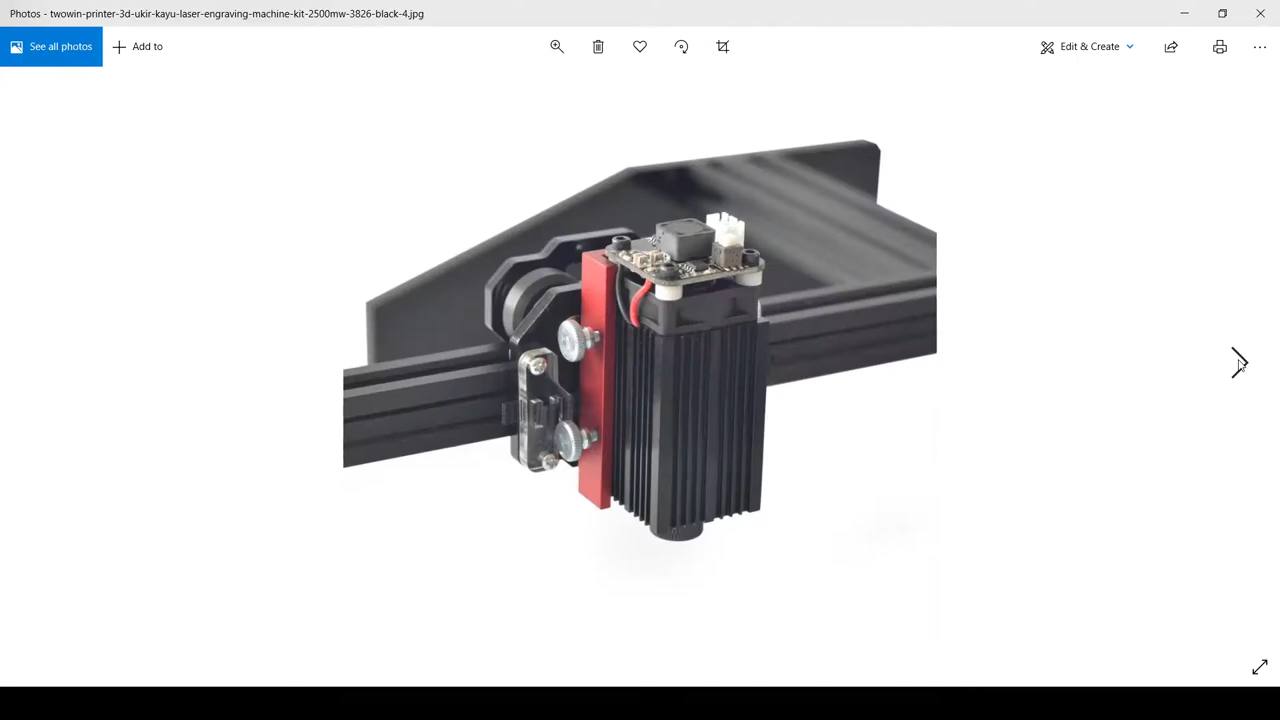 Photos - twowin-printer-3d-ukir-kayu-laser-engraving-machine-kit-2500mw-3826-black-4.jpg
See all photos
Add to
Edit & Create